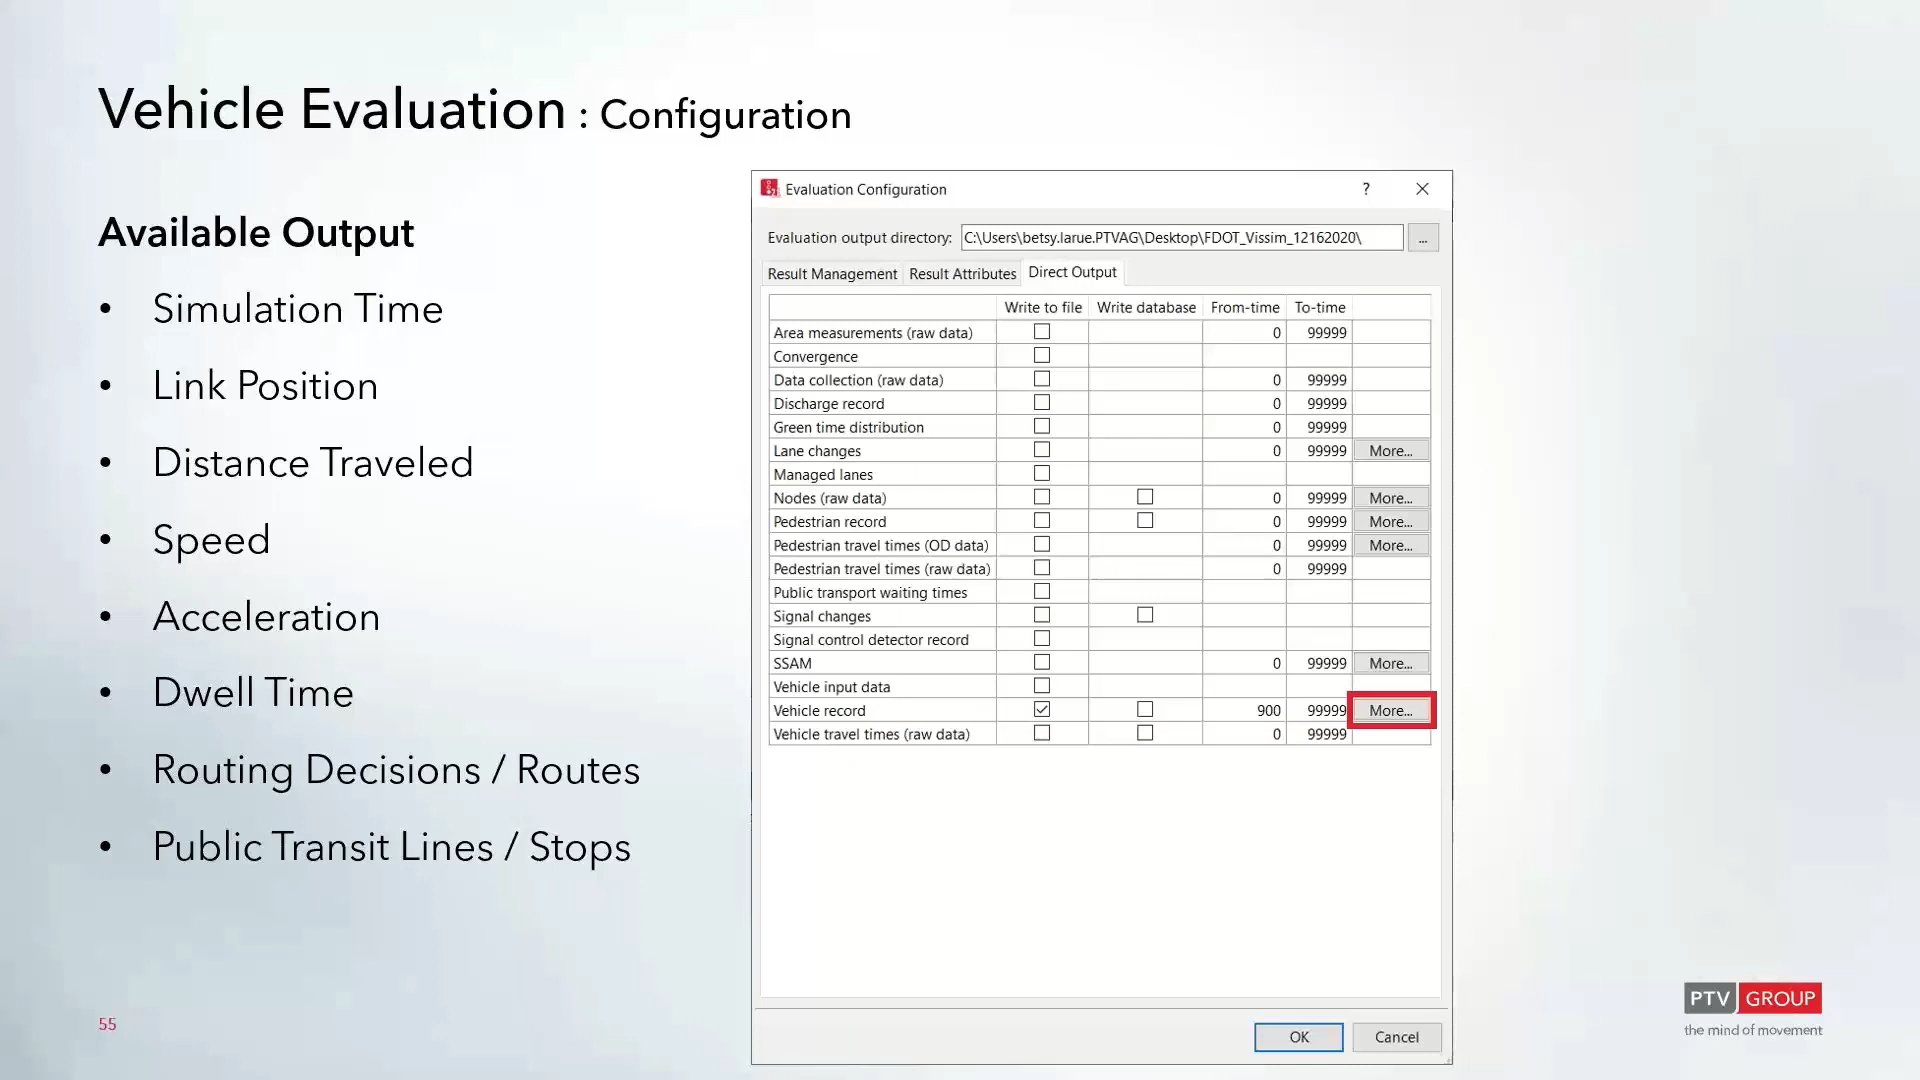 Vehicle Evaluation : Configuration
Available Output
• Simulation Time
• Link Position
• Distance Traveled
• Speed
• Acceleration
• Dwell Time
• Routing Decisions / Routes
• Public Transit Lines / Stops
55
Evaluation Configuration ?
Evaluation output directory: C:\Users\betsy.larue.PTVAG\Desktop\FDOT_Vissim_12162020\ ...
Result Management Result Attributes Direct Output
Write to file Write database From-time To-time
Area measurements (raw data) 0 99999
Convergence
Data collection (raw data) 0 99999
Discharge record 0 99999
Green time distribution 0 99999
Lane changes 0 99999 More...
Managed lanes
Nodes (raw data) 0 99999 More...
Pedestrian record 0 99999 More...
Pedestrian travel times (OD data) 0 99999 More...
Pedestrian travel times (raw data) 0 99999
Public transport waiting times
Signal changes
Signal control detector record
SSAM 0 99999 More...
Vehicle input data
Vehicle record 900 99999 More...
Vehicle travel times (raw data) 0 99999
OK Cancel
PTV GROUP
the mind of movement